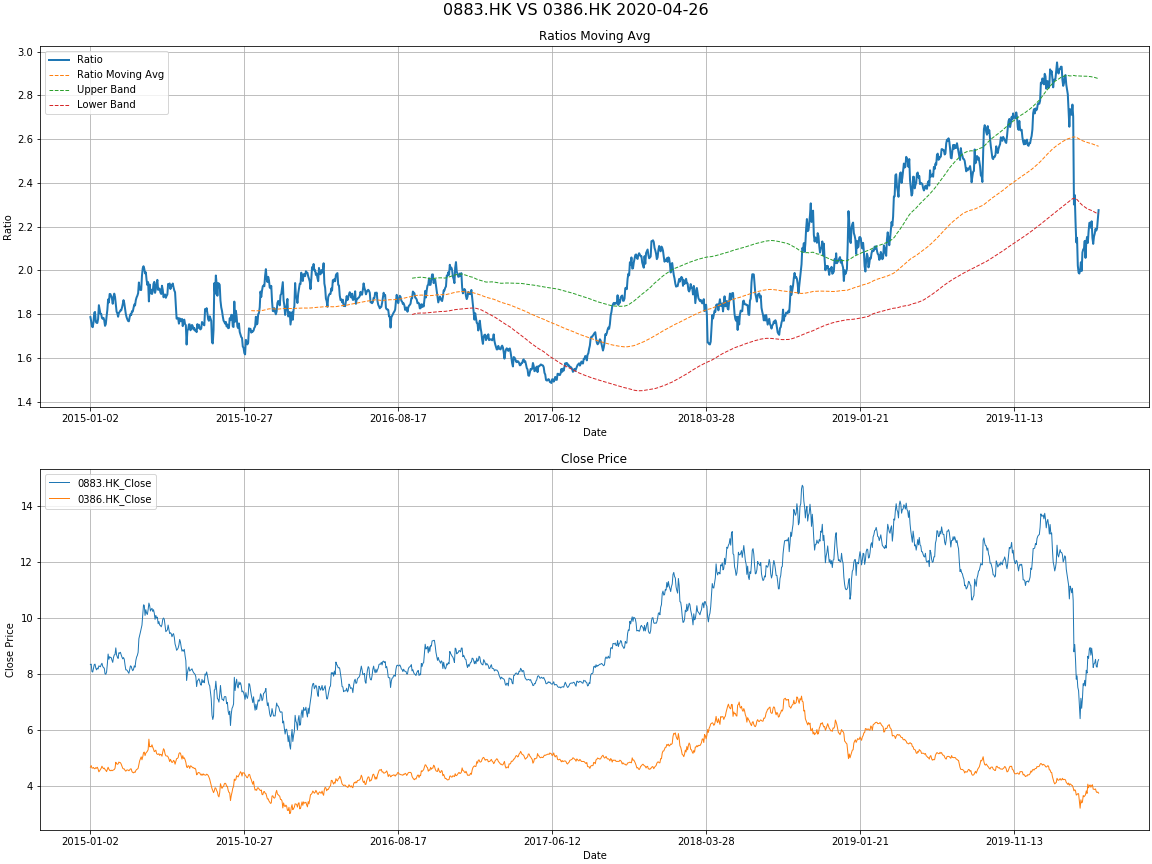 0883.HK VS 0386.HK 2020-04-26
Ratios Moving Avg
Ratio
Ratio Moving Avg
Upper Band
Lower Band
3.0
2.8
2.6
2.4
2.2
2.0
1.8
1.6
1.4
Ratio
2015-01-02 2015-10-27 2016-08-17 2017-06-12 2018-03-28 2019-01-21 2019-11-13
Date
Close Price
0883.HK_Close
0386.HK_Close
14
12
10
8
6
4
Close Price
2015-01-02 2015-10-27 2016-08-17 2017-06-12 2018-03-28 2019-01-21 2019-11-13
Date